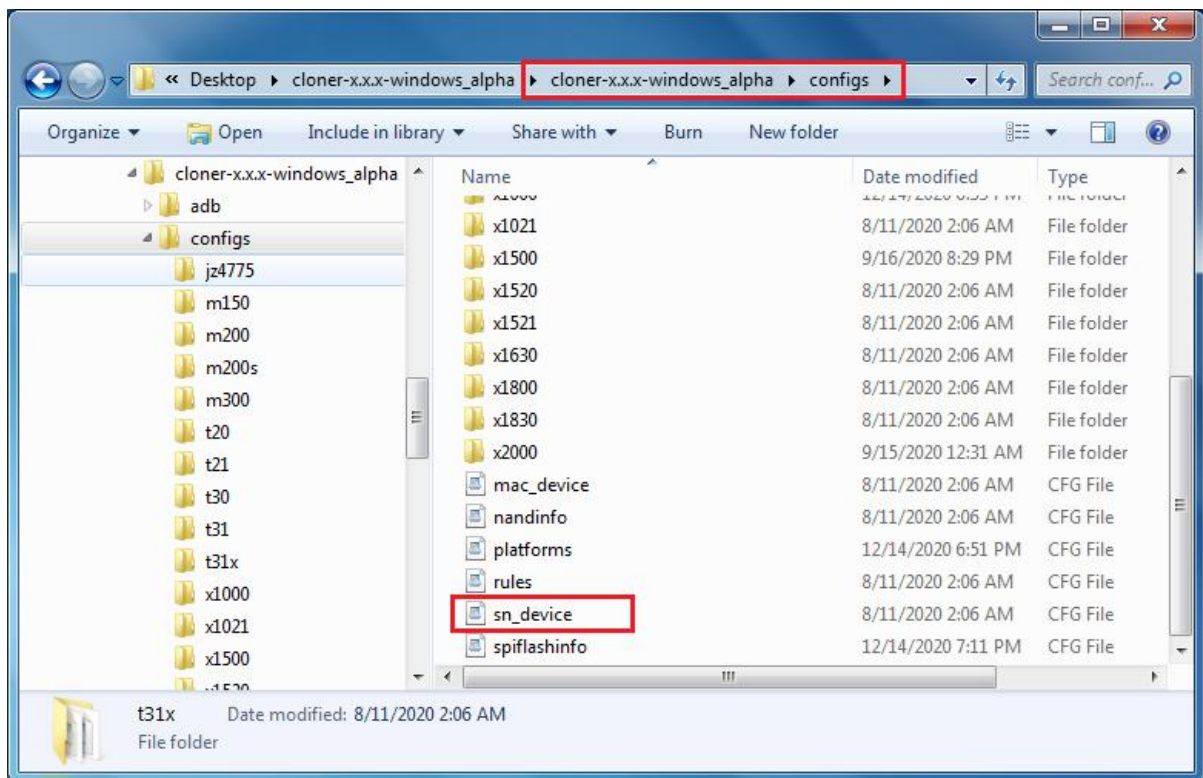 « Desktop ▸ cloner-x.x.x-windows_alpha ▸ cloner-x.x.x-windows_alpha ▸ configs ▸ Search conf...
Organize Open Include in library Share with Burn New folder
cloner-x.x.x-windows_alpha
adb
configs
jz4775
m150
m200
m200s
m300
t20
t21
t30
t31
t31x
x1000
x1021
x1500
Name Date modified Type
x1021 8/11/2020 2:06 AM File folder
x1500 9/16/2020 8:29 PM File folder
x1520 8/11/2020 2:06 AM File folder
x1521 8/11/2020 2:06 AM File folder
x1630 8/11/2020 2:06 AM File folder
x1800 8/11/2020 2:06 AM File folder
x1830 8/11/2020 2:06 AM File folder
x2000 9/15/2020 12:31 AM File folder
mac_device 8/11/2020 2:06 AM CFG File
nandinfo 8/11/2020 2:06 AM CFG File
platforms 12/14/2020 6:51 PM CFG File
rules 8/11/2020 2:06 AM CFG File
sn_device 8/11/2020 2:06 AM CFG File
spiflashinfo 12/14/2020 7:11 PM CFG File
t31x Date modified: 8/11/2020 2:06 AM
File folder